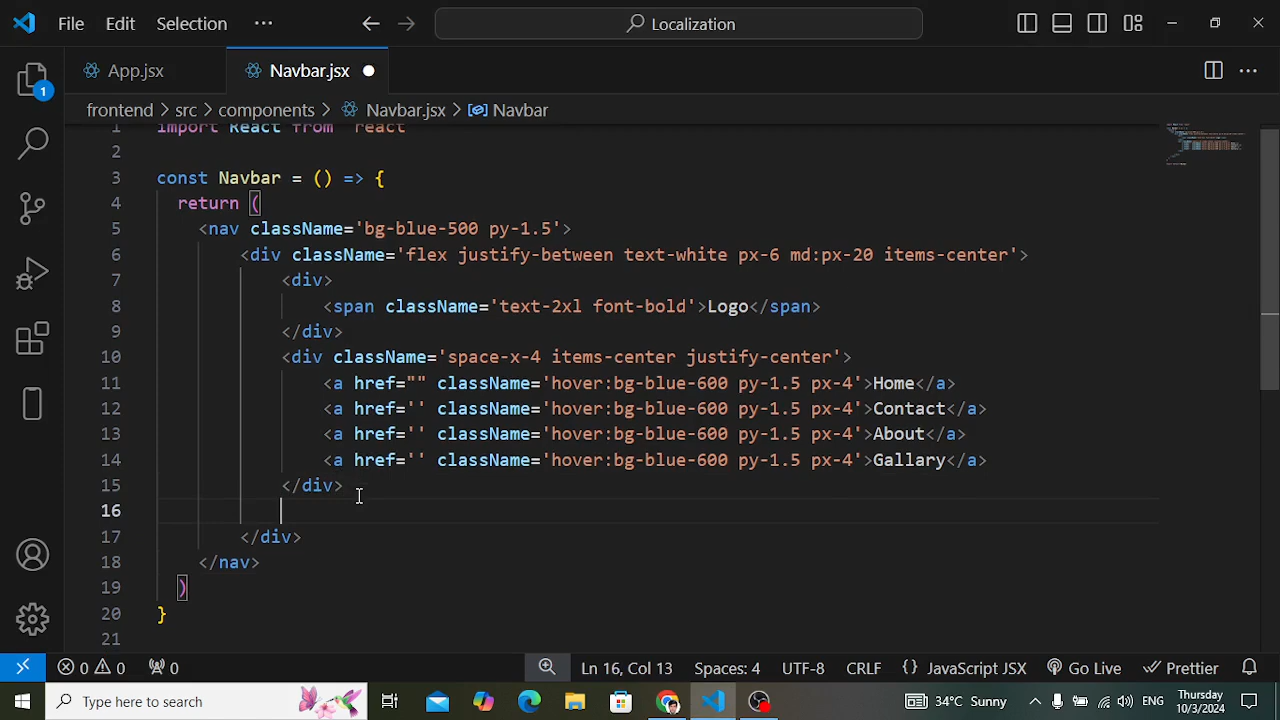 File Edit Selection ··· Localization
App.jsx Navbar.jsx
1
frontend > src > components > Navbar.jsx > Navbar
1 import React from 'react'
2
3 const Navbar = () => {
4 return (
5 <nav className='bg-blue-500 py-1.5'>
6 <div className='flex justify-between text-white px-6 md:px-20 items-center'>
7 <div>
8 <span className='text-2xl font-bold'>Logo</span>
9 </div>
10 <div className='space-x-4 items-center justify-center'>
11 <a href="" className='hover:bg-blue-600 py-1.5 px-4'>Home</a>
12 <a href='' className='hover:bg-blue-600 py-1.5 px-4'>Contact</a>
13 <a href='' className='hover:bg-blue-600 py-1.5 px-4'>About</a>
14 <a href='' className='hover:bg-blue-600 py-1.5 px-4'>Gallary</a>
15 </div>
16
17 </div>
18 </nav>
19 )
20 }
21
0 0 0 Ln 16, Col 13 Spaces: 4 UTF-8 CRLF {} JavaScript JSX Go Live Prettier
Type here to search 34°C Sunny ENG Thursday
10/3/2024